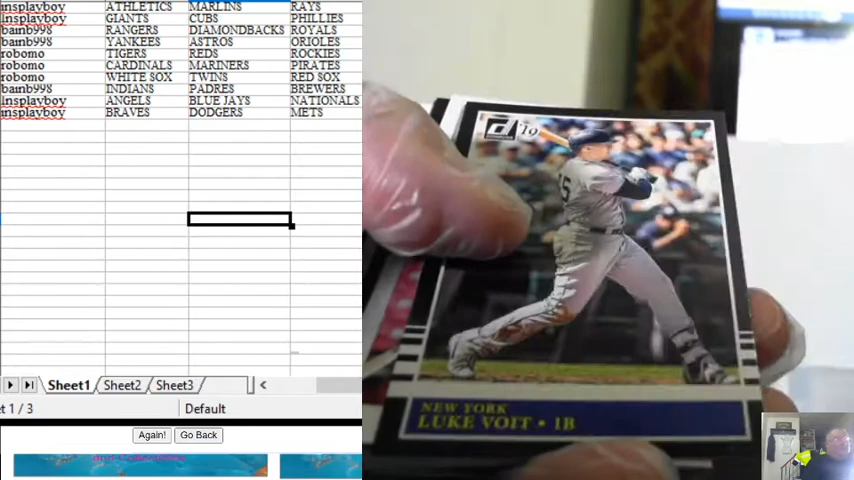 insplayboy ATHLETICS MARLINS RAYS
insplayboy GIANTS CUBS PHILLIES
bamb998 RANGERS DIAMONDBACKS ROYALS
bamb998 YANKEES ASTROS ORIOLES
robomo TIGERS REDS ROCKIES
robomo CARDINALS MARINERS PIRATES
robomo WHITE SOX TWINS RED SOX
bamb998 INDIANS PADRES BREWERS
insplayboy ANGELS BLUE JAYS NATIONALS
insplayboy BRAVES DODGERS METS
Sheet1 Sheet2 Sheet3
t 1 / 3 Default
Again! Go Back
'19
NEW YORK
LUKE VOIT • 1B